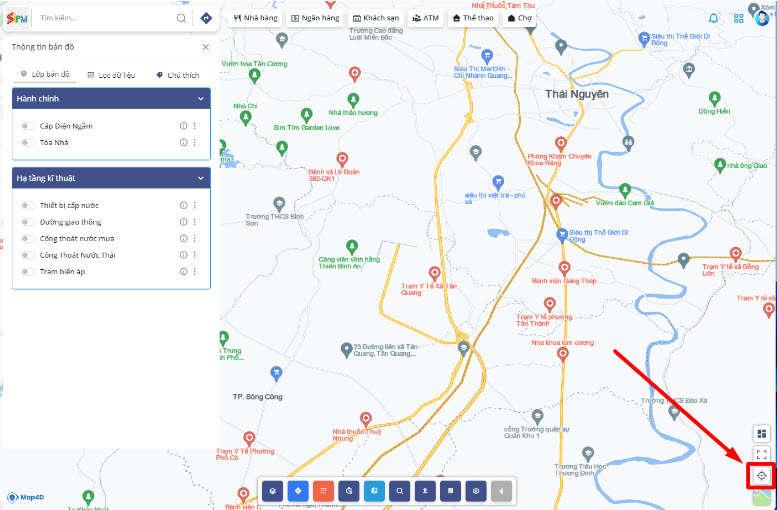 SIPM
Tìm kiếm...
Nhà hàng
Ngân hàng
Khách sạn
ATM
Thể thao
Chợ
Thông tin bản đồ
Lớp bản đồ
Lọc dữ liệu
Chú thích
Hành chính
Cáp Điện Ngầm
Tòa Nhà
Hạ tầng kĩ thuật
Thiết bị cấp nước
Đường giao thông
Cống thoát nước mưa
Cống Thoát Nước Thải
Trạm biến áp
Nhà Thuốc Tâm Thu
Trường Cao đẳng
Luật Miền Bắc
Vườn hoa Tân Cương
Siêu Thị Mart24h -
Chi Nhánh Quang...
Siêu Thị Thế Giới Di
Động
Thái Nguyên
Nhà Chi
Nhà thảo hương
Sim Tím Garden Love
Dũng Hiền
Phòng Khám Chuyên
Khoa Răng
Bệnh xá Lữ Đoàn
382-QK1
nhà ông Giao
siêu thị việt trà - phú
xá
Vườn đào Cam Giá
Trường THCS Bình
Sơn
Siêu thị Thế Giới Di
Động
Công viên vĩnh hằng
Thiên Bình An
Trạm Y tế xã Đồng
Liên
Trạm Y Tế Xã Tân
Quang
Bệnh viện Gang Thép
Trạm Y tế xã
Trạm Y tế phường
Tân Thành
Nha khoa kim cương
23 Đường liên xã Tân
Quang, Tân Quang,...
TP. Sông Công
Trường THCS Đào Xá
Nhà thuốc Thuỳ
Nhung
cổng Trường quân sự
Quân Khu 1
Trạm Y Tế Phường
Phố Cò
Trường Tiểu Học
Thượng Đình
Bệnh viện C
Map4D